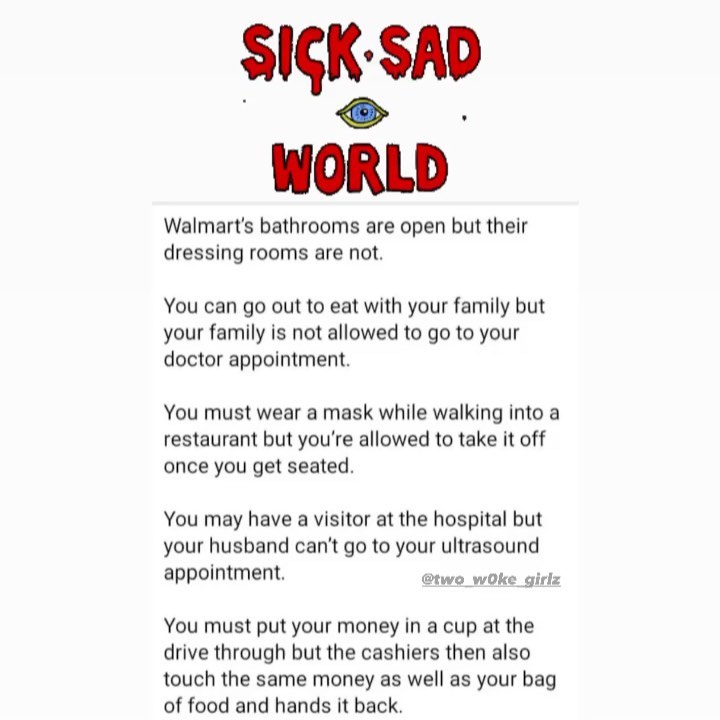 SICK·SAD
WORLD
Walmart's bathrooms are open but their
dressing rooms are not.
You can go out to eat with your family but
your family is not allowed to go to your
doctor appointment.
You must wear a mask while walking into a
restaurant but you're allowed to take it off
once you get seated.
You may have a visitor at the hospital but
your husband can't go to your ultrasound
appointment.
@two_w0ke_girlz
You must put your money in a cup at the
drive through but the cashiers then also
touch the same money as well as your bag
of food and hands it back.